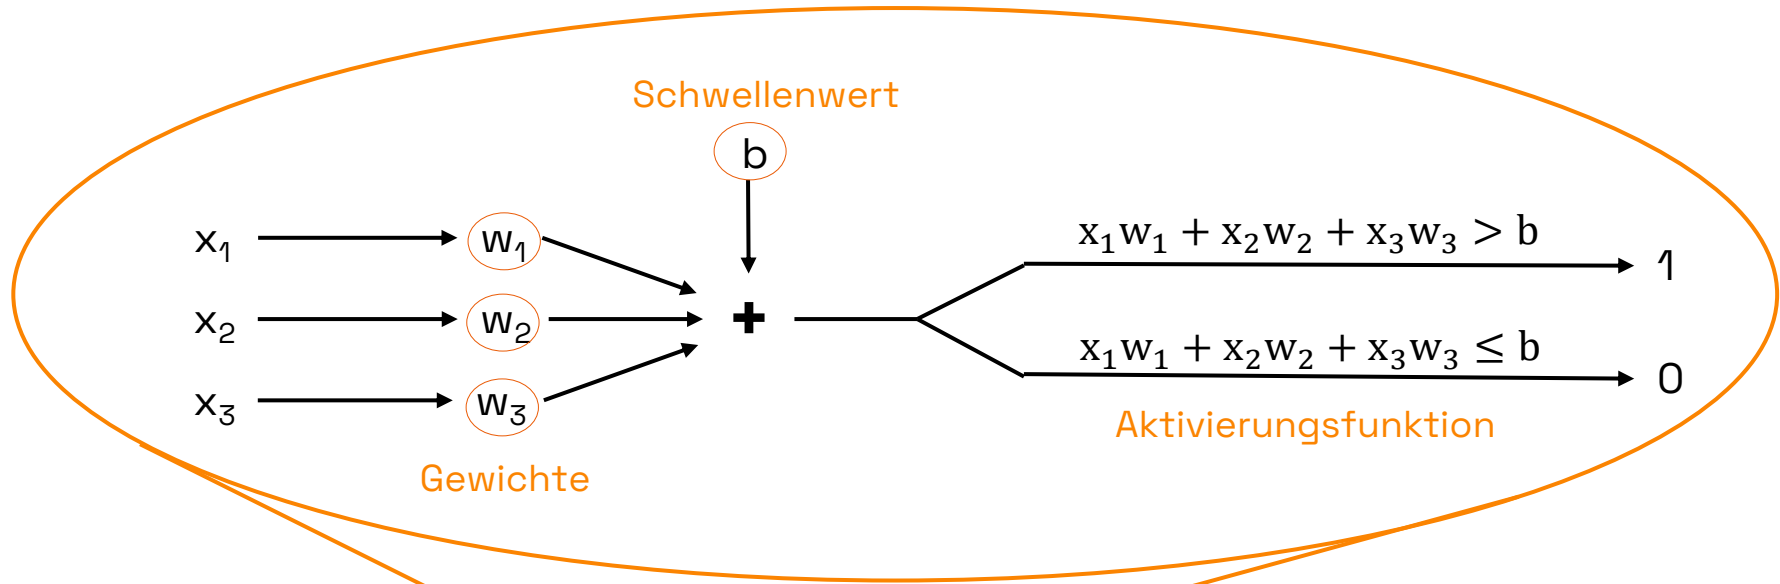 Schwellenwert
b
x₁ w₁
x₂ w₂
x₃ w₃
+
x₁w₁ + x₂w₂ + x₃w₃ > b
1
x₁w₁ + x₂w₂ + x₃w₃ ≤ b
0
Aktivierungsfunktion
Gewichte